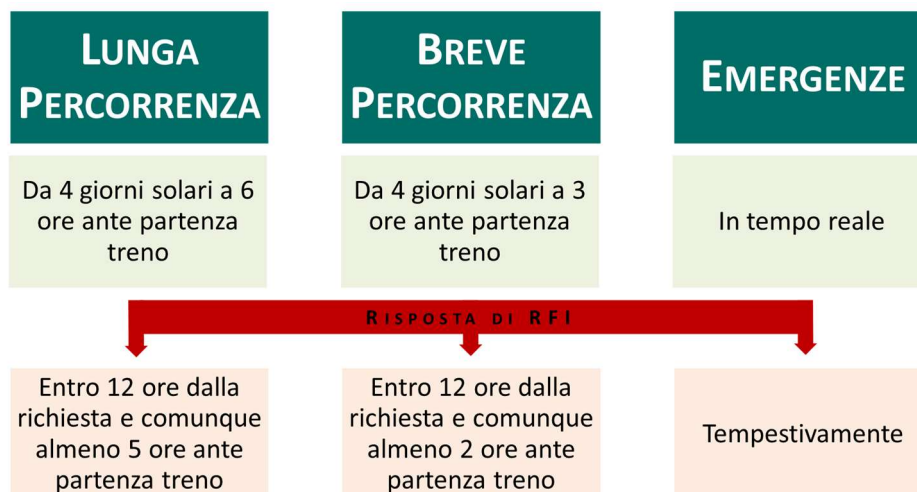 LUNGA
PERCORRENZA
BREVE
PERCORRENZA
EMERGENZE
Da 4 giorni solari a 6
ore ante partenza
treno
Da 4 giorni solari a 3
ore ante partenza
treno
In tempo reale
RISPOSTA DI RFI
Entro 12 ore dalla
richiesta e comunque
almeno 5 ore ante
partenza treno
Entro 12 ore dalla
richiesta e comunque
almeno 2 ore ante
partenza treno
Tempestivamente